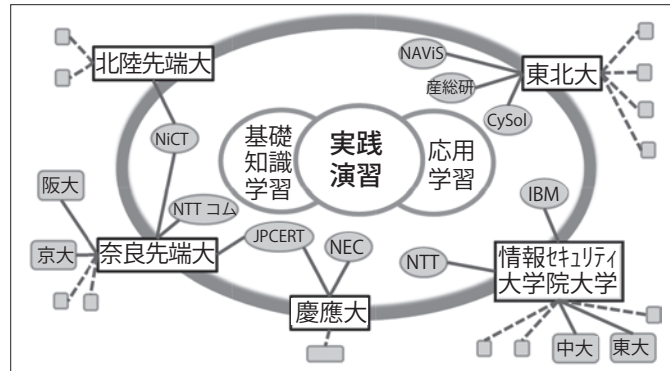 北陸先端大
NAViS
東北大
産総研
CySol
NiCT
基礎
知識
学習
実践
演習
応用
学習
阪大
NTT コム
IBM
京大
奈良先端大
JPCERT
NEC
NTT
情報セキュリティ
大学院大学
慶應大
中大
東大